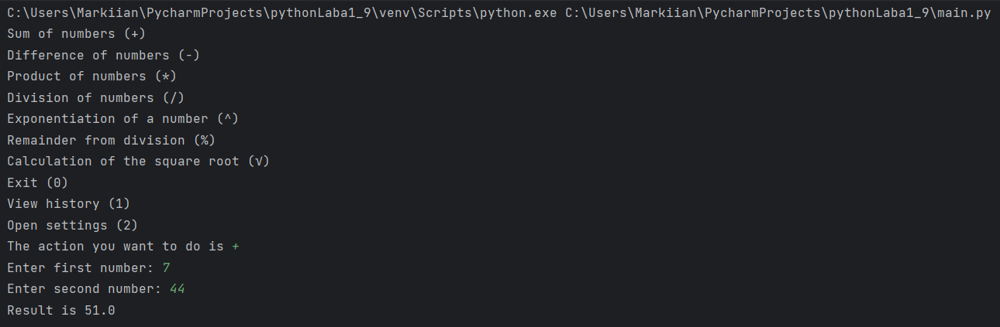 C:\Users\Markiian\PycharmProjects\pythonLaba1_9\venv\Scripts\python.exe C:\Users\Markiian\PycharmProjects\pythonLaba1_9\main.py
Sum of numbers (+)
Difference of numbers (-)
Product of numbers (*)
Division of numbers (/)
Exponentiation of a number (^)
Remainder from division (%)
Calculation of the square root (√)
Exit (0)
View history (1)
Open settings (2)
The action you want to do is +
Enter first number: 7
Enter second number: 44
Result is 51.0